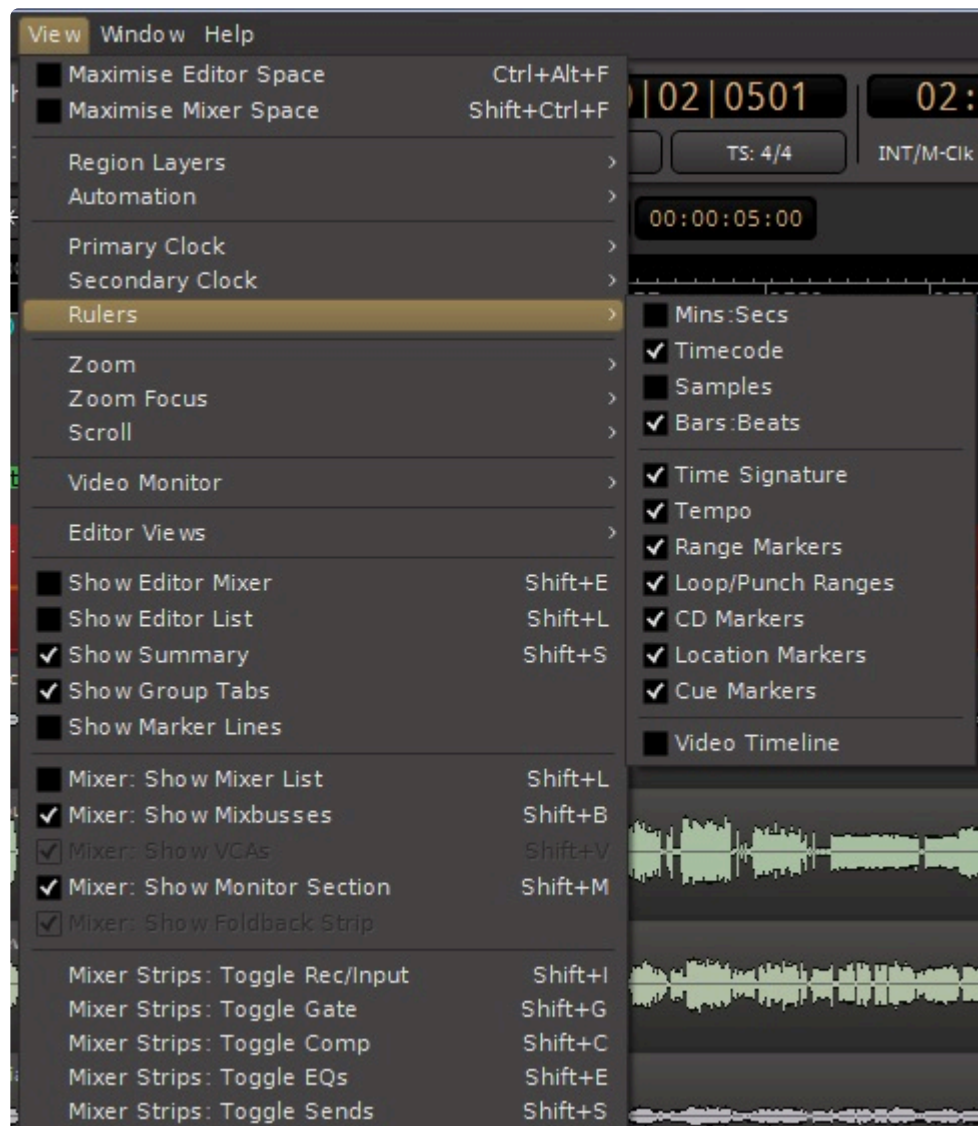 View Window Help
Maximise Editor Space Ctrl+Alt+F
Maximise Mixer Space Shift+Ctrl+F
|02|0501
02:
TS: 4/4
INT/M-Clk
Region Layers
Automation
00:00:05:00
Primary Clock
Secondary Clock
Rulers
Mins:Secs
Timecode
Samples
Bars:Beats
Time Signature
Tempo
Range Markers
Loop/Punch Ranges
CD Markers
Location Markers
Cue Markers
Video Timeline
Zoom
Zoom Focus
Scroll
Video Monitor
Editor Views
Show Editor Mixer Shift+E
Show Editor List Shift+L
Show Summary Shift+S
Show Group Tabs
Show Marker Lines
Mixer: Show Mixer List Shift+L
Mixer: Show Mixbusses Shift+B
Mixer: Show VCAs Shift+V
Mixer: Show Monitor Section Shift+M
Mixer: Show Foldback Strip
Mixer Strips: Toggle Rec/Input Shift+I
Mixer Strips: Toggle Gate Shift+G
Mixer Strips: Toggle Comp Shift+C
Mixer Strips: Toggle EQs Shift+E
Mixer Strips: Toggle Sends Shift+S